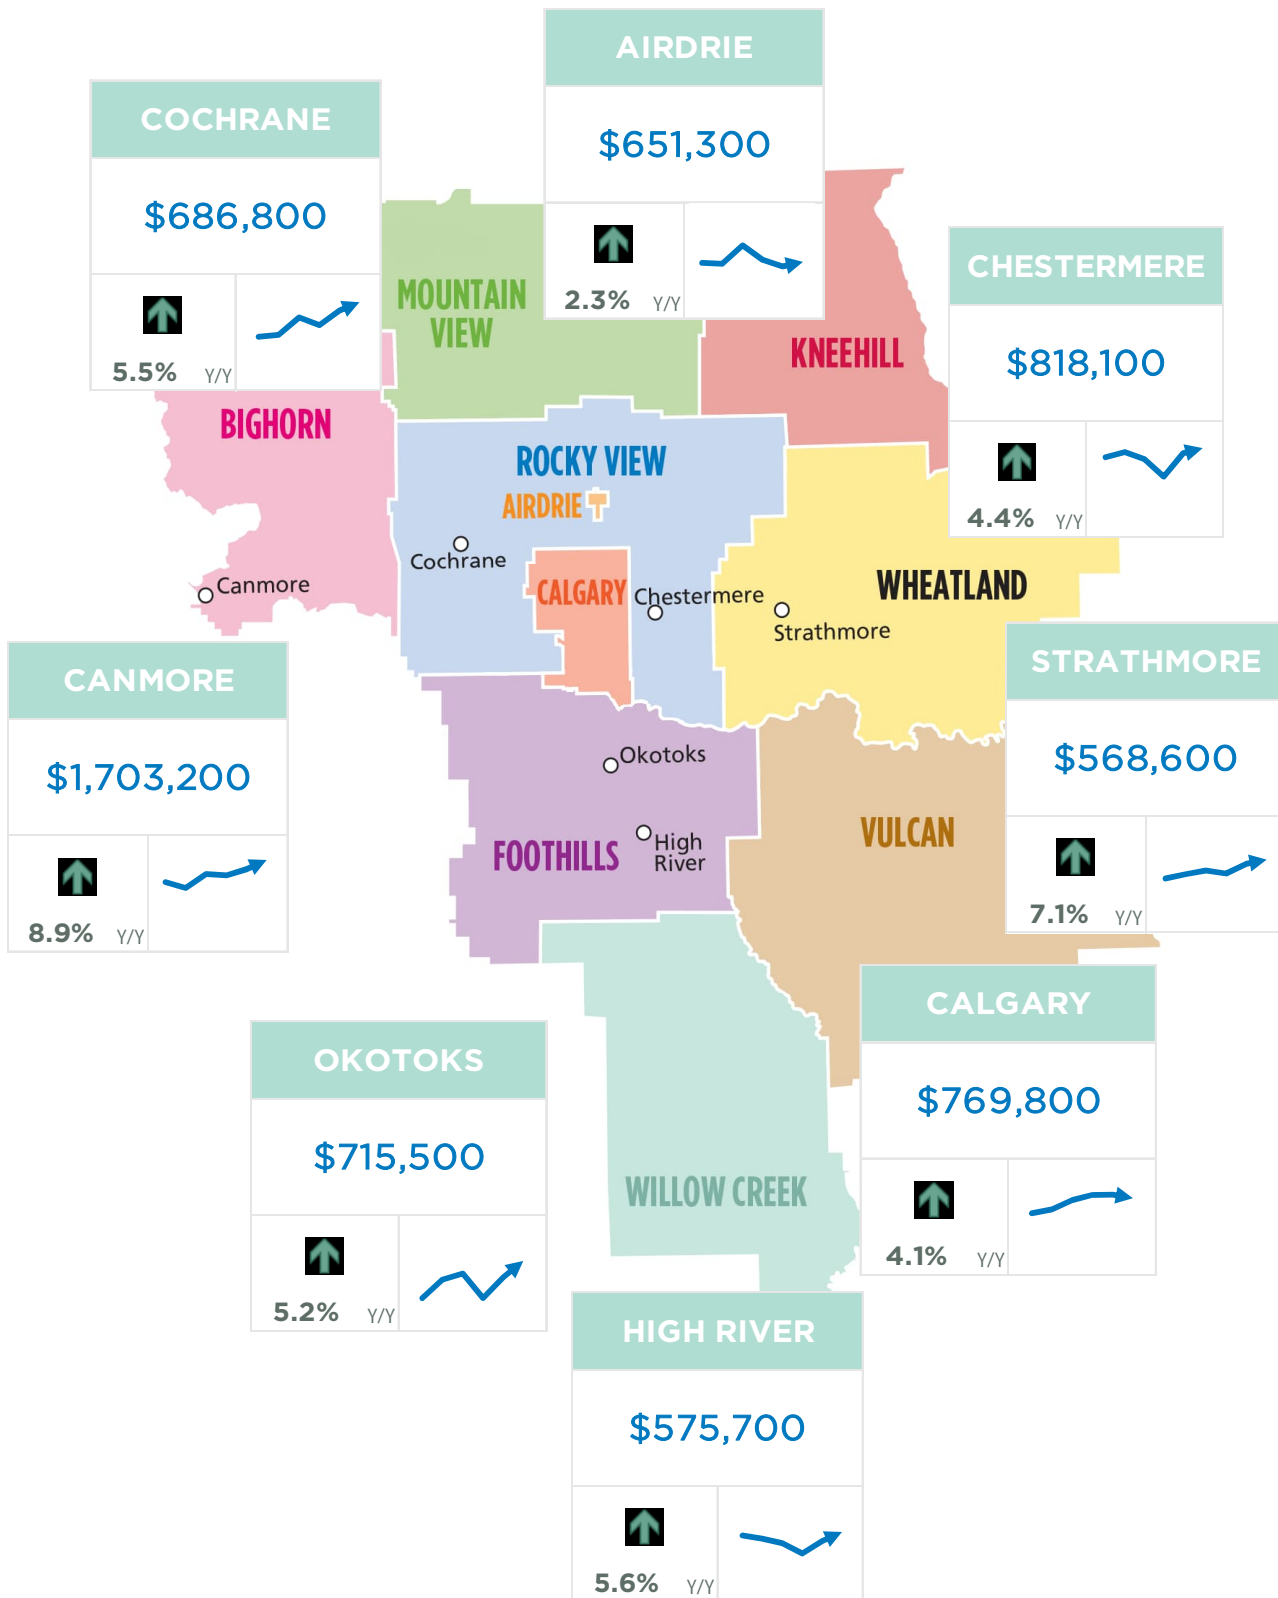 AIRDRIE
$651,300
2.3% Y/Y
COCHRANE
$686,800
5.5% Y/Y
CHESTERMERE
$818,100
4.4% Y/Y
MOUNTAIN
VIEW
KNEEHILL
BIGHORN
ROCKY VIEW
AIRDRIE
Cochrane
CALGARY
Chestermere
WHEATLAND
Canmore
Strathmore
CANMORE
$1,703,200
8.9% Y/Y
STRATHMORE
$568,600
7.1% Y/Y
Okotoks
FOOTHILLS
High
River
VULCAN
CALGARY
$769,800
4.1% Y/Y
OKOTOKS
$715,500
5.2% Y/Y
WILLOW CREEK
HIGH RIVER
$575,700
5.6% Y/Y